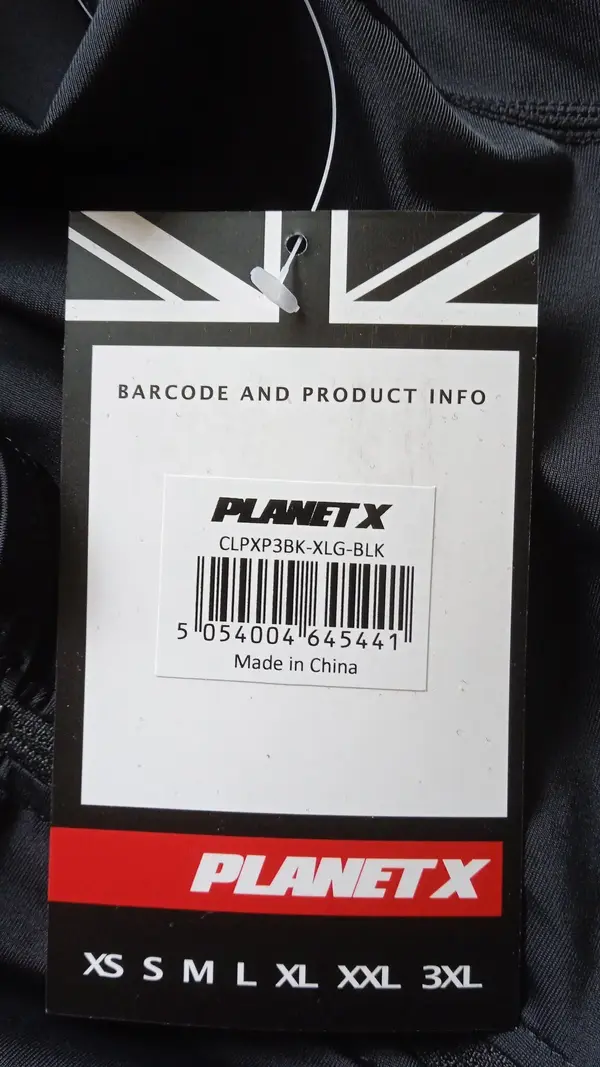 BARCODE AND PRODUCT INFO
PLANET X
CLPXP3BK-XLG-BLK
5 054004 645441
Made in China
PLANET X
XS S M L XL XXL 3XL